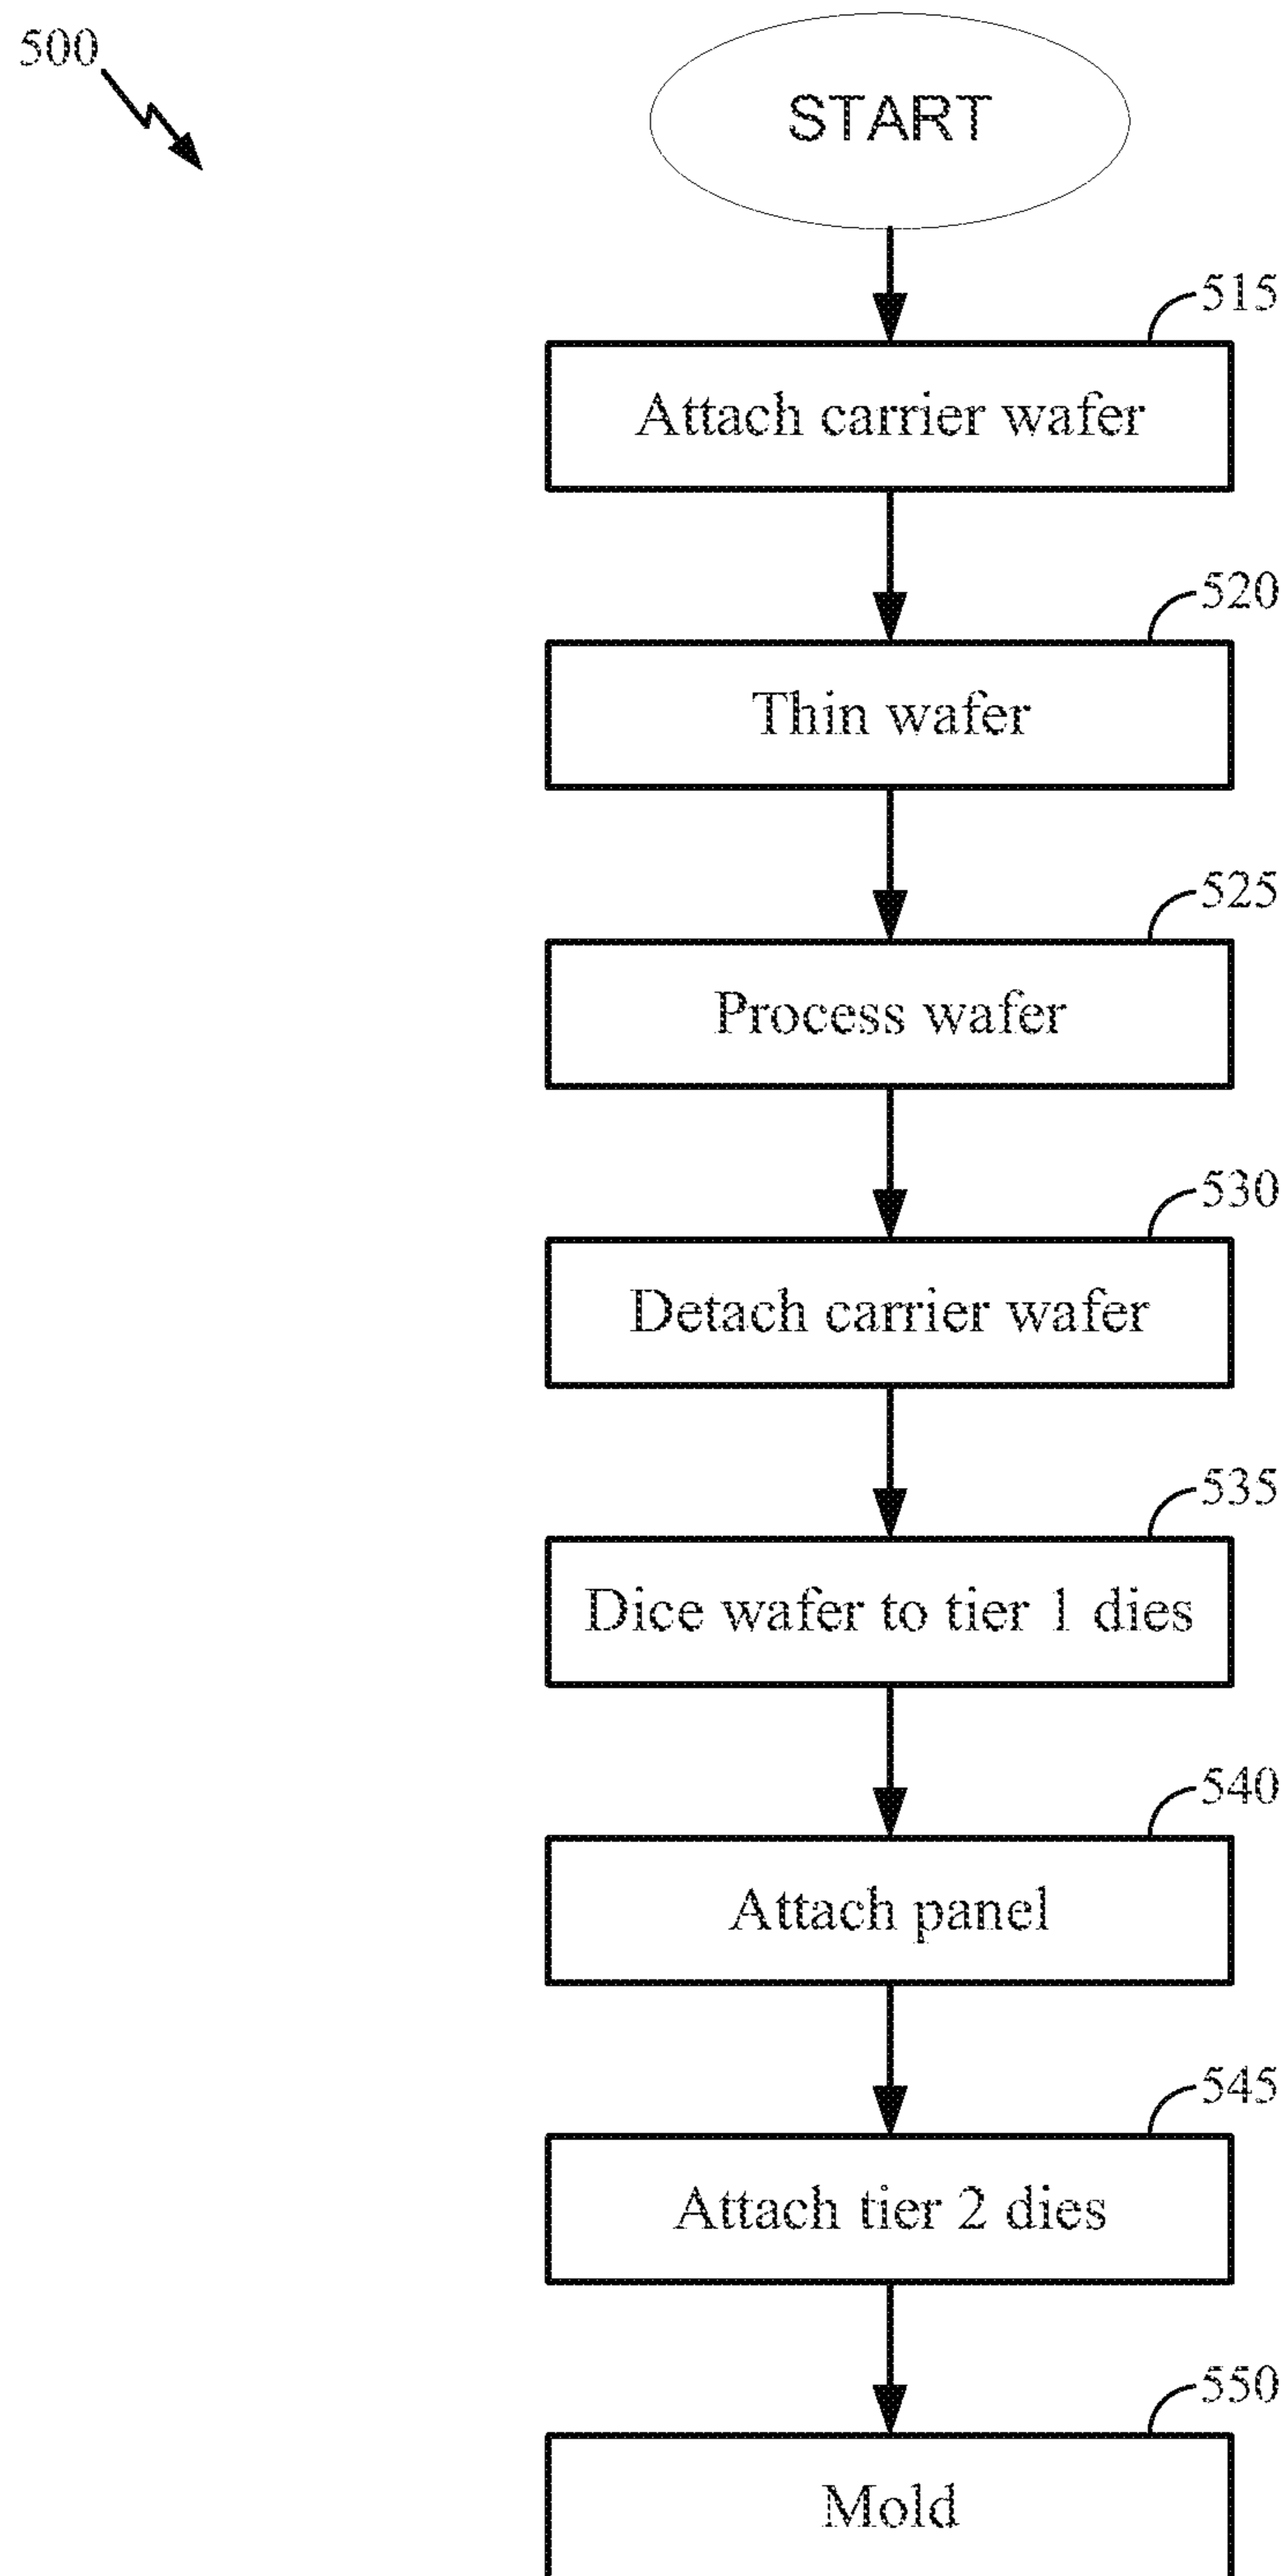 500
START
515
Attach carrier wafer
520
Thin wafer
525
Process wafer
530
Detach carrier wafer
535
Dice wafer to tier 1 dies
540
Attach panel
545
Attach tier 2 dies
550
Mold